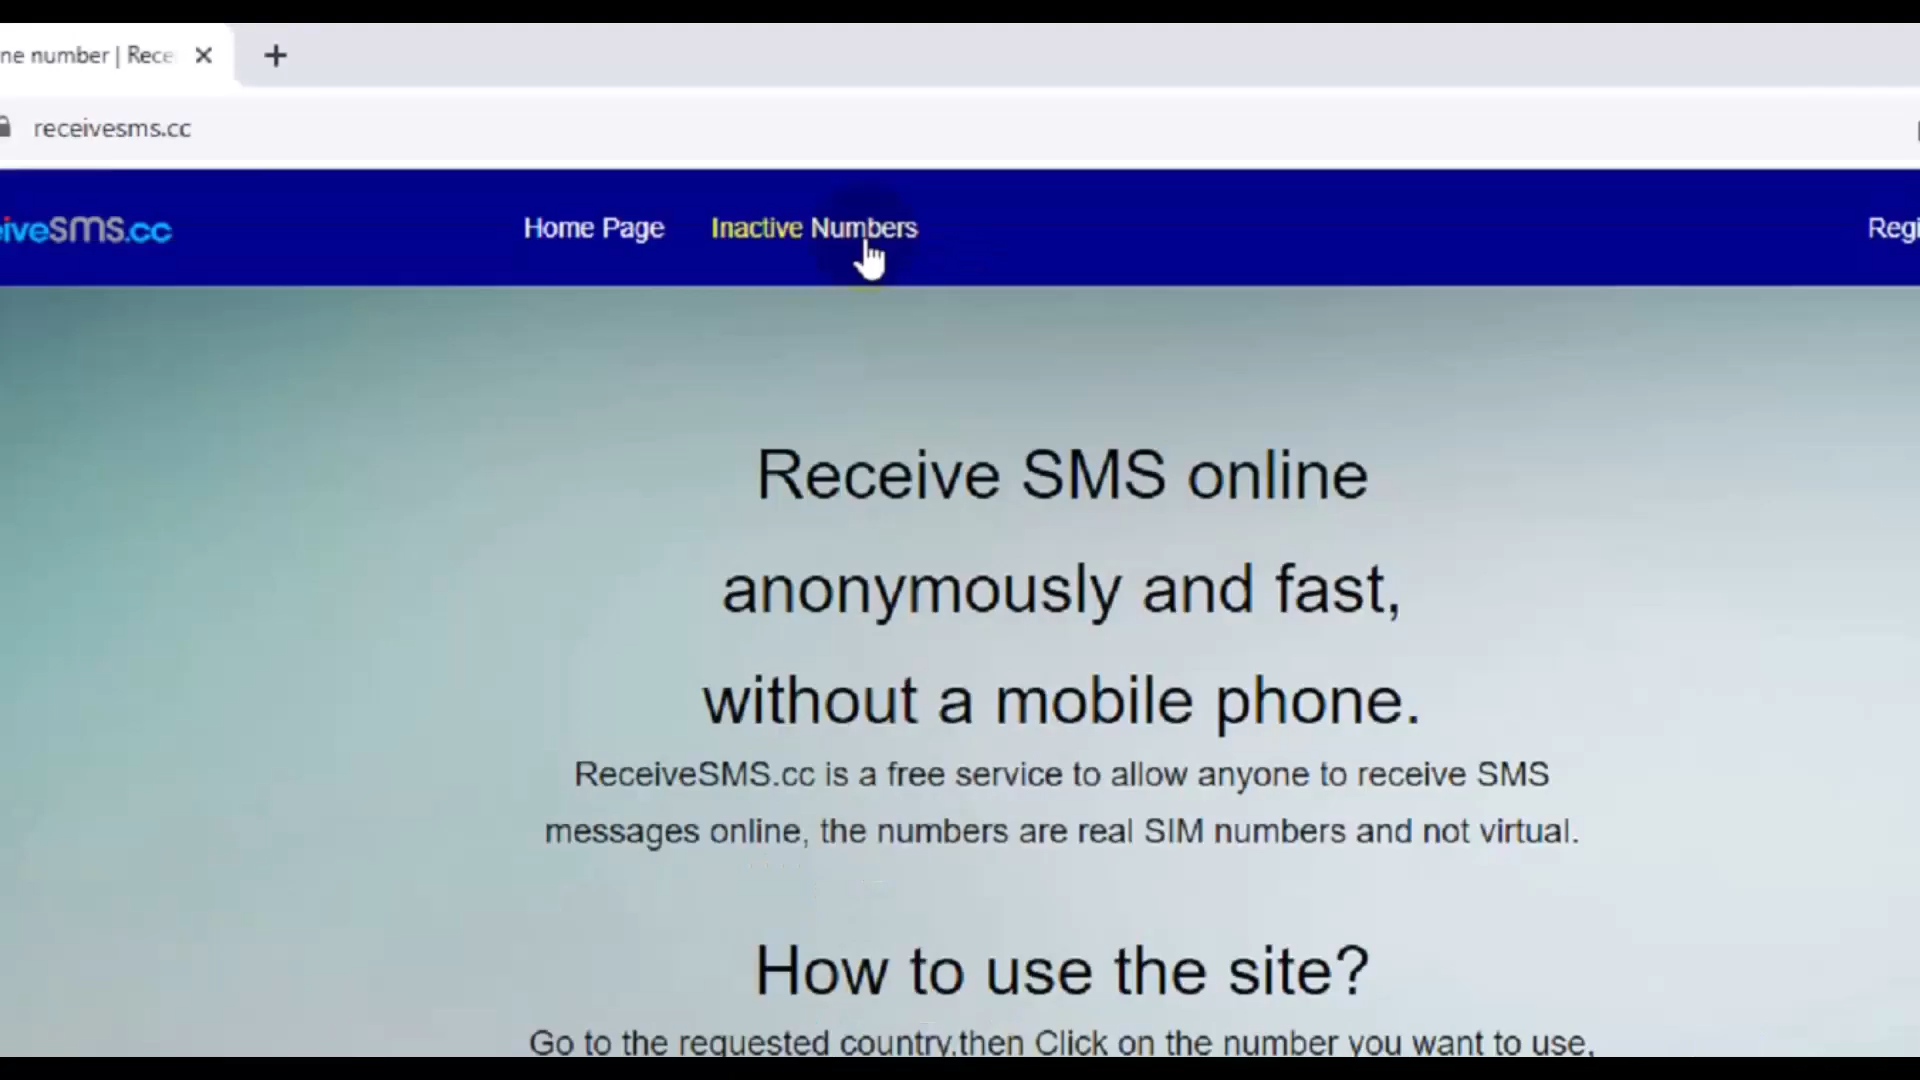 ne number | Rece
receivesms.cc
iveSMS.cc
Home Page
Inactive Numbers
Regi
Receive SMS online
anonymously and fast,
without a mobile phone.
ReceiveSMS.cc is a free service to allow anyone to receive SMS
messages online, the numbers are real SIM numbers and not virtual.
How to use the site?
Go to the requested country,then Click on the number you want to use,